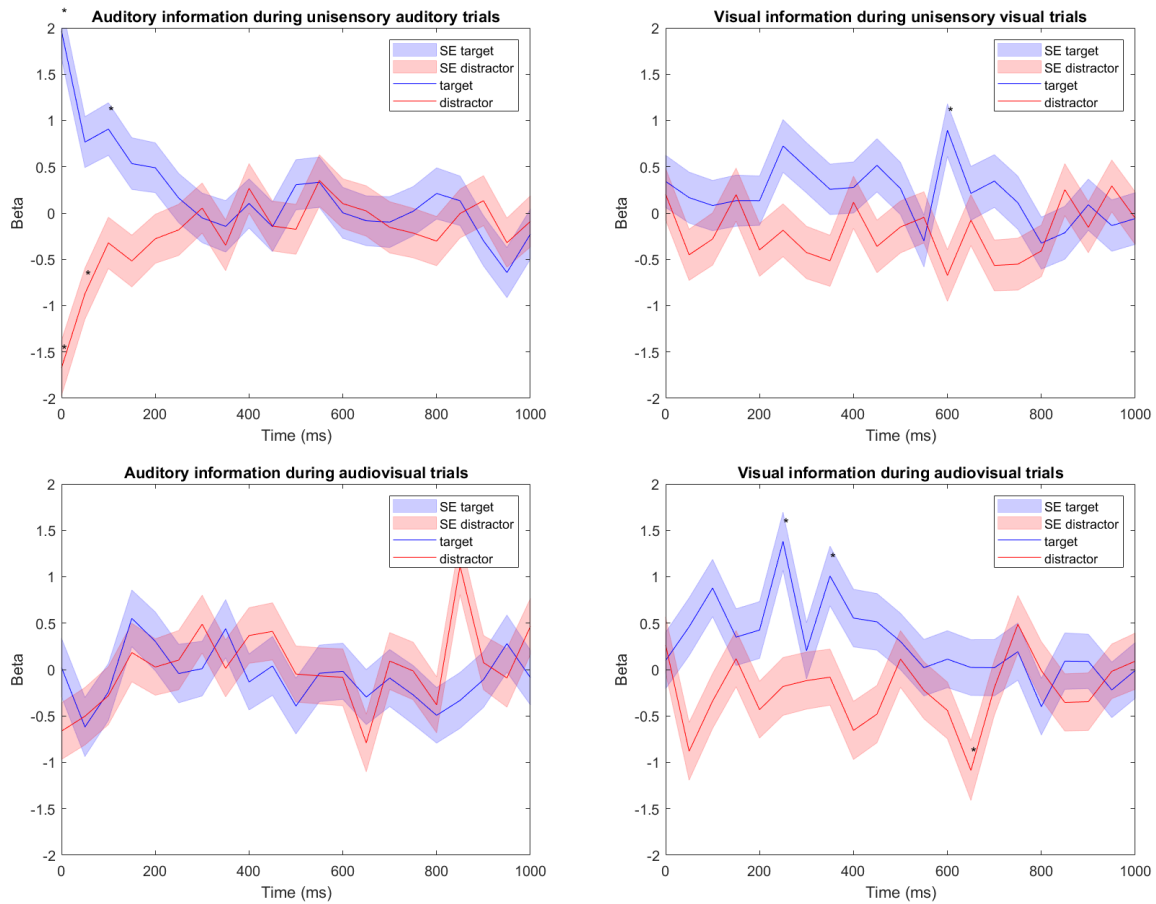 Auditory information during unisensory auditory trials
*
2
1.5
1
0.5
0
-0.5
-1
-1.5
-2
Beta
*
*
*
SE target
SE distractor
target
distractor
0 200 400 600 800 1000
Time (ms)
Visual information during unisensory visual trials
2
1.5
1
0.5
0
-0.5
-1
-1.5
-2
Beta
*
SE target
SE distractor
target
distractor
0 200 400 600 800 1000
Time (ms)
Auditory information during audiovisual trials
2
1.5
1
0.5
0
-0.5
-1
-1.5
-2
Beta
SE target
SE distractor
target
distractor
0 200 400 600 800 1000
Time (ms)
Visual information during audiovisual trials
2
1.5
1
0.5
0
-0.5
-1
-1.5
-2
Beta
*
*
*
SE target
SE distractor
target
distractor
0 200 400 600 800 1000
Time (ms)